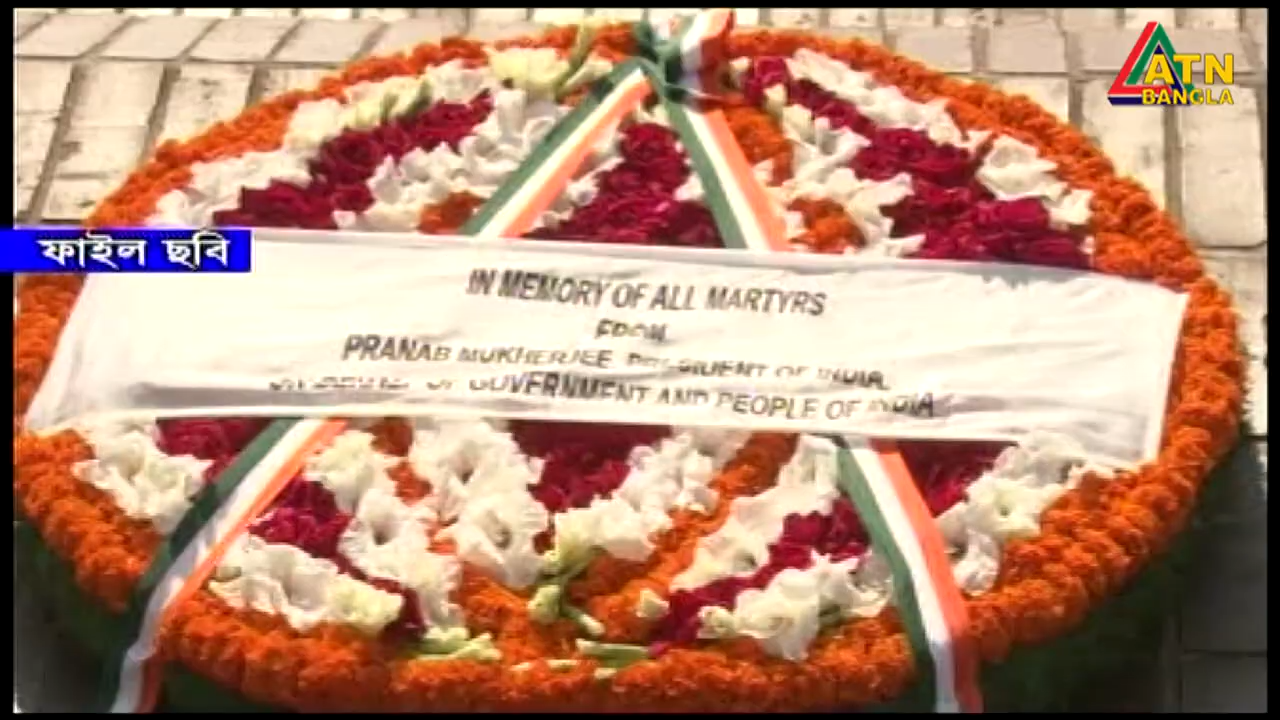 ATN
BANGLA
ফাইল ছবি
IN MEMORY OF ALL MARTYRS
FROM
PRANAB MUKHERJEE PRESIDENT OF INDIA,
OF GOVERNMENT AND PEOPLE OF INDIA